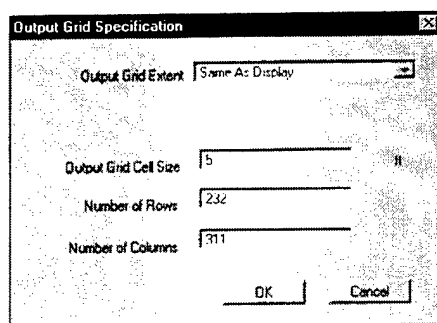 Output Grid Specification
Output Grid Extent Same As Display
Output Grid Cell Size 5
Number of Rows 232
Number of Columns 311
OK Cancel